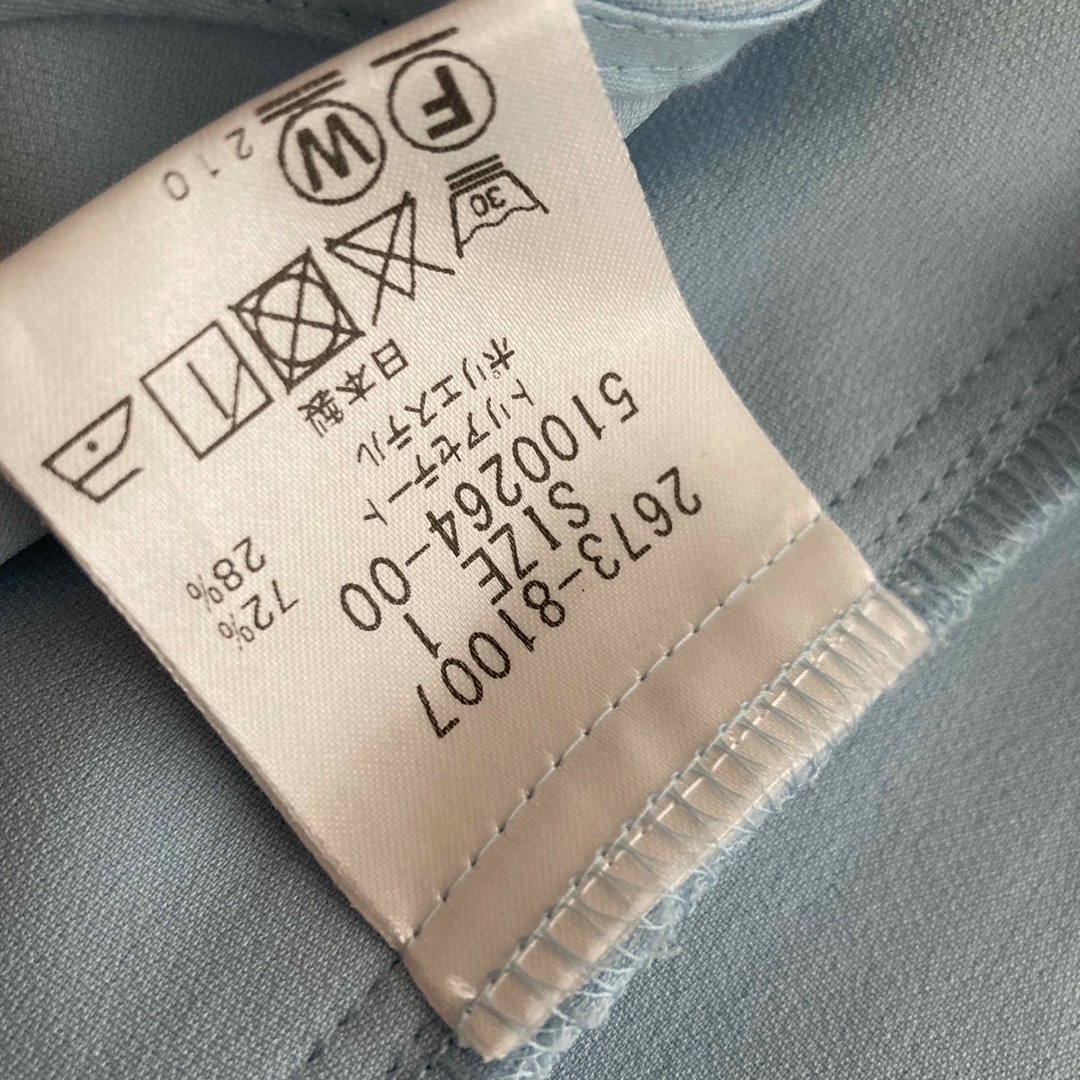 2673-81007
SIZE 1
5100264-00
トリアセテート 72%
ポリエステル 28%
日本製
30
F W 210